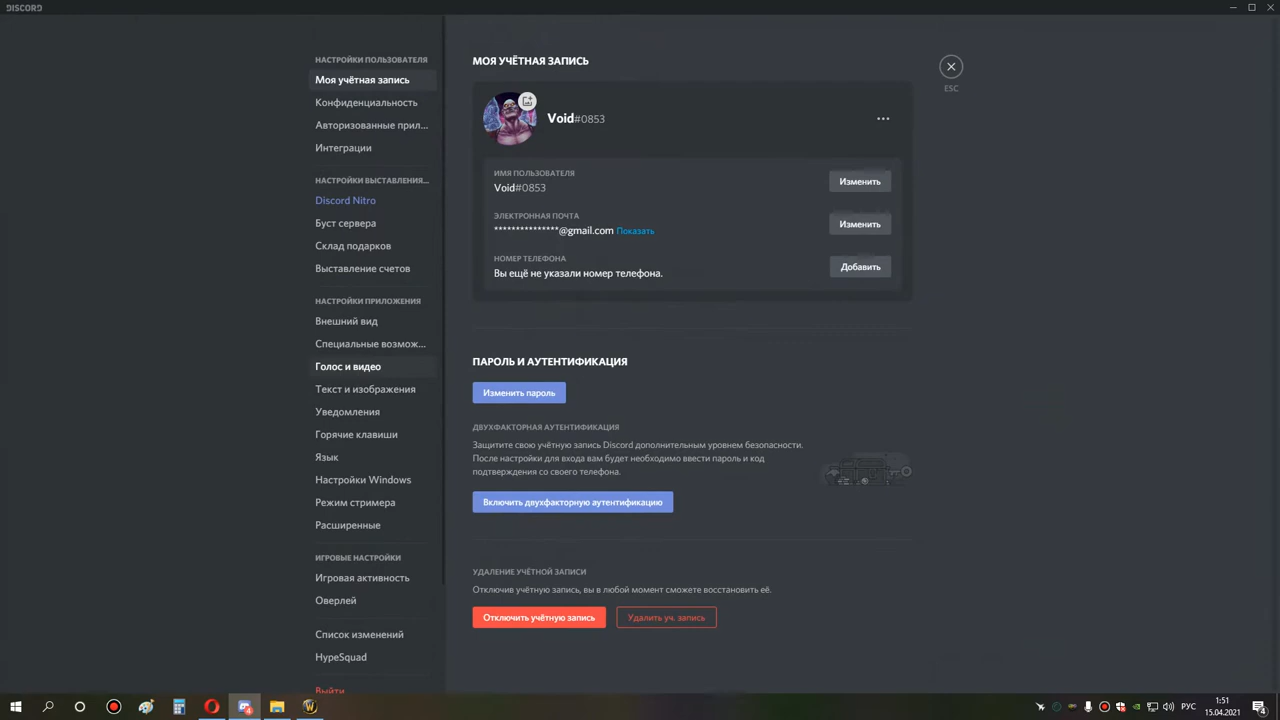 DISCORD
НАСТРОЙКИ ПОЛЬЗОВАТЕЛЯ
Моя учётная запись
Конфиденциальность
Авторизованные прил...
Интеграции
НАСТРОЙКИ ВЫСТАВЛЕНИЯ...
Discord Nitro
Буст сервера
Склад подарков
Выставление счетов
НАСТРОЙКИ ПРИЛОЖЕНИЯ
Внешний вид
Специальные возмож...
Голос и видео
Текст и изображения
Уведомления
Горячие клавиши
Язык
Настройки Windows
Режим стримера
Расширенные
ИГРОВЫЕ НАСТРОЙКИ
Игровая активность
Оверлей
Список изменений
HypeSquad
Выйти
МОЯ УЧЁТНАЯ ЗАПИСЬ
ESC
Void#0853
ИМЯ ПОЛЬЗОВАТЕЛЯ
Void#0853
Изменить
ЭЛЕКТРОННАЯ ПОЧТА
***************@gmail.com Показать
Изменить
НОМЕР ТЕЛЕФОНА
Вы ещё не указали номер телефона.
Добавить
ПАРОЛЬ И АУТЕНТИФИКАЦИЯ
Изменить пароль
ДВУХФАКТОРНАЯ АУТЕНТИФИКАЦИЯ
Защитите свою учётную запись Discord дополнительным уровнем безопасности.
После настройки для входа вам будет необходимо ввести пароль и код
подтверждения со своего телефона.
Включить двухфакторную аутентификацию
УДАЛЕНИЕ УЧЁТНОЙ ЗАПИСИ
Отключив учётную запись, вы в любой момент сможете восстановить её.
Отключить учётную запись
Удалить уч. запись
РУС
1:51
15.04.2021